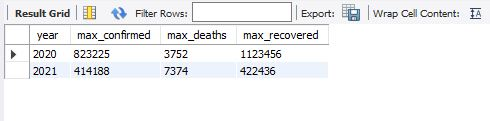 Result Grid Filter Rows: Export: Wrap Cell Content: IA
year max_confirmed max_deaths max_recovered
2020 823225 3752 1123456
2021 414188 7374 422436